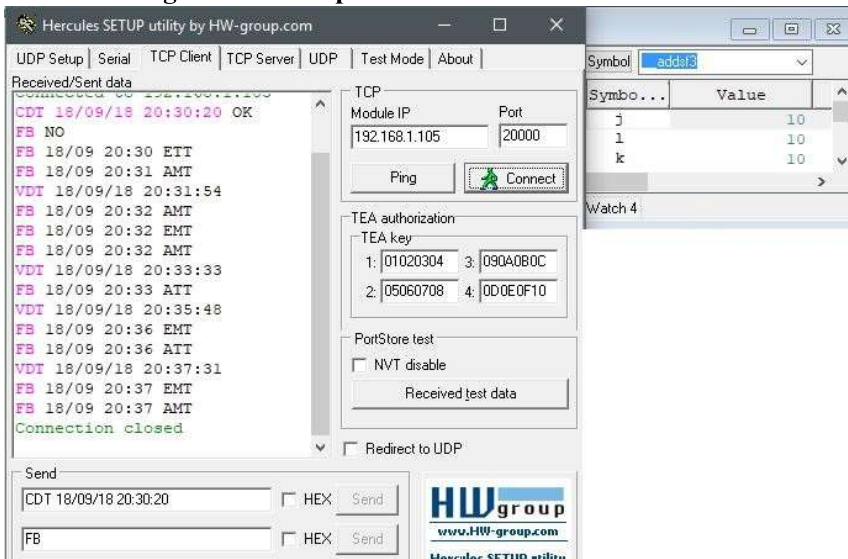 Hercules SETUP utility by HW-group.com
UDP Setup Serial TCP Client TCP Server UDP Test Mode About
Received/Sent data
CDT 18/09/18 20:30:20 OK
FB NO
FB 18/09 20:30 ETT
FB 18/09 20:31 AMT
VDT 18/09/18 20:31:54
FB 18/09 20:32 AMT
FB 18/09 20:32 EMT
FB 18/09 20:32 AMT
VDT 18/09/18 20:33:33
FB 18/09 20:33 ATT
VDT 18/09/18 20:35:48
FB 18/09 20:36 EMT
FB 18/09 20:36 ATT
VDT 18/09/18 20:37:31
FB 18/09 20:37 EMT
FB 18/09 20:37 AMT
Connection closed
Send
CDT 18/09/18 20:30:20 HEX Send
FB HEX Send
TCP
Module IP Port
192.168.1.105 20000
Ping Connect
TEA authorization
TEA key
1: 01020304 3: 090A0B0C
2: 05060708 4: 0D0E0F10
PortStore test
NVT disable
Received test data
Redirect to UDP
HWgroup
www.HW-group.com
Hercules SETUP utility
Symbol __addsf3
Symbo... Value
j 10
l 10
k 10
Watch 4